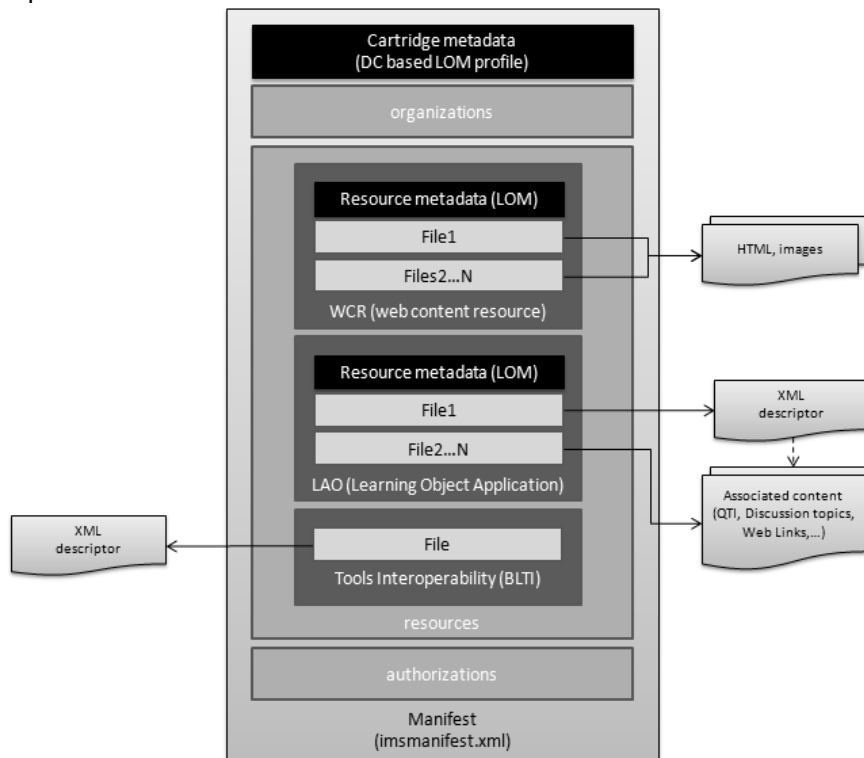 Cartridge metadata
(DC based LOM profile)
organizations
Resource metadata (LOM)
File1
Files2...N
WCR (web content resource)
HTML, images
Resource metadata (LOM)
File1
File2...N
LAO (Learning Object Application)
XML
descriptor
Associated content
(QTI, Discussion topics,
Web Links,...)
File
Tools Interoperability (BLTI)
XML
descriptor
resources
authorizations
Manifest
(imsmanifest.xml)